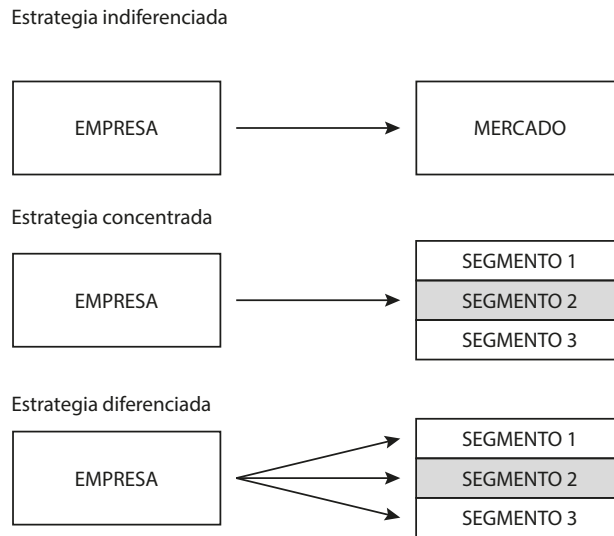 Estrategia indiferenciada
EMPRESA
MERCADO
Estrategia concentrada
EMPRESA
SEGMENTO 1
SEGMENTO 2
SEGMENTO 3
Estrategia diferenciada
EMPRESA
SEGMENTO 1
SEGMENTO 2
SEGMENTO 3